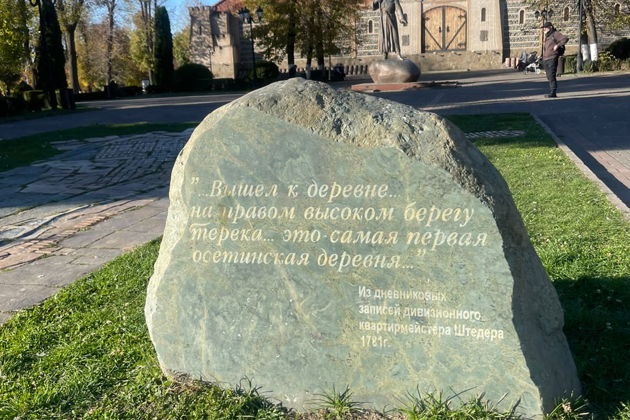 "...Вышел к деревне...
на правом высоком берегу
терека... это самая первая
осетинская деревня..."
Из дневниковых
записей дивизионного
квартирмейстера Штедера
1781г.